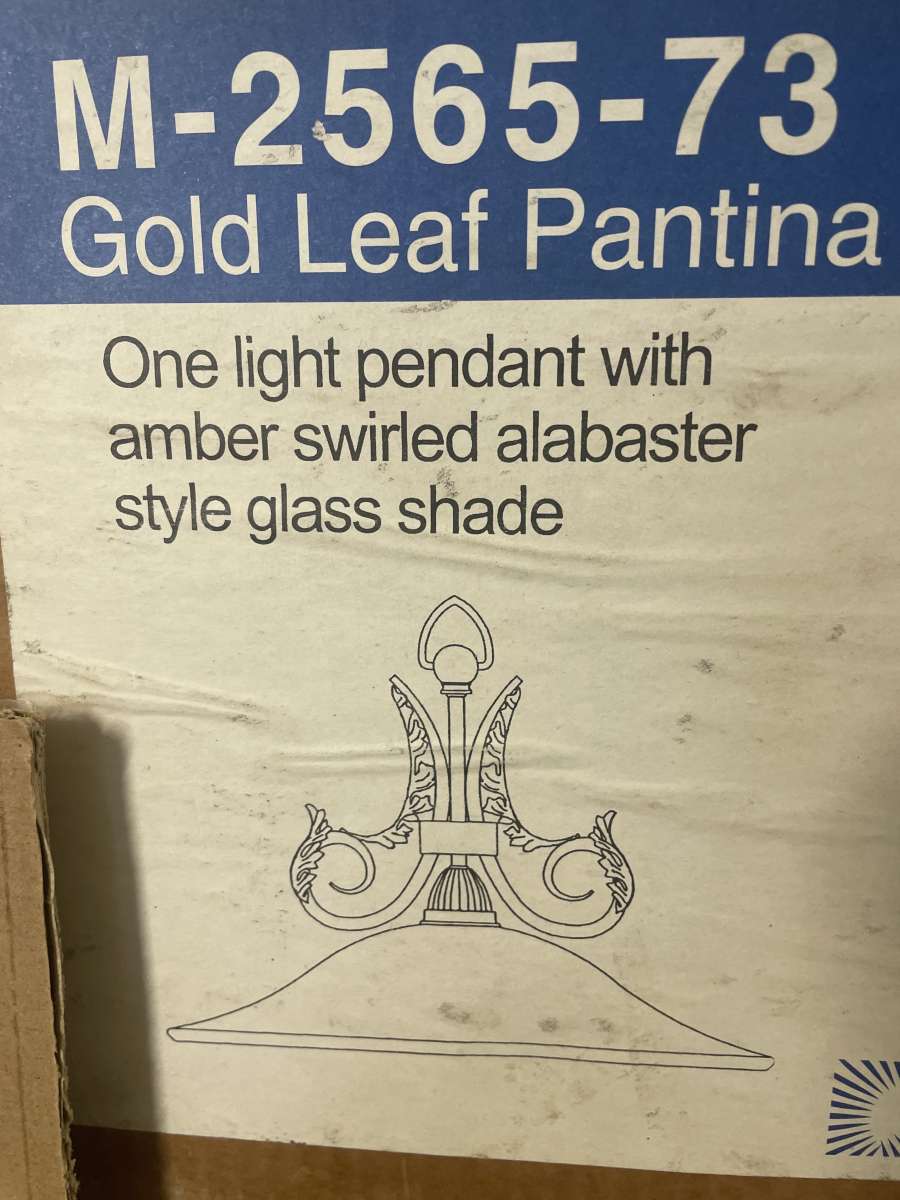 M-2565-73
Gold Leaf Pantina
One light pendant with
amber swirled alabaster
style glass shade